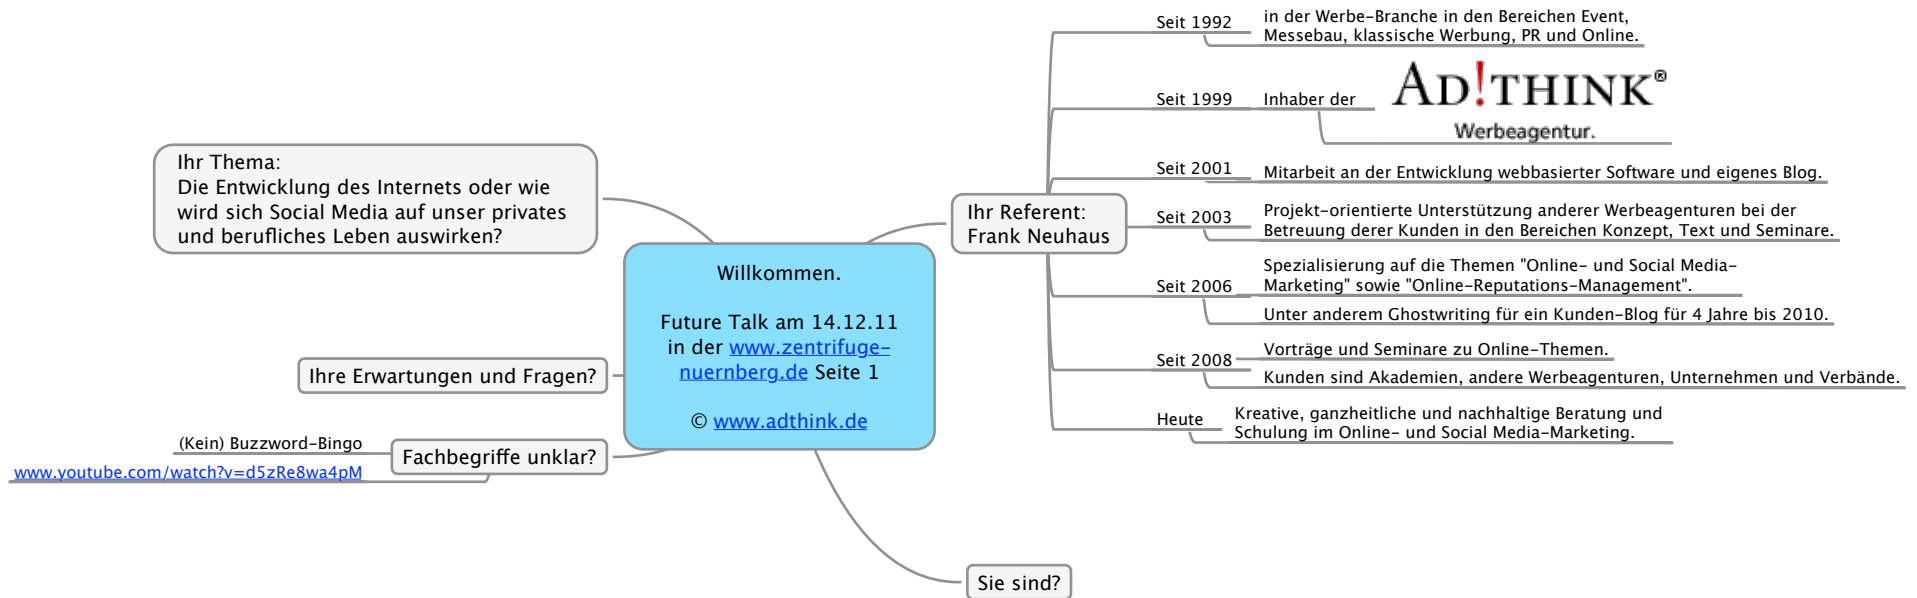 Willkommen.
Future Talk am 14.12.11
in der www.zentrifuge-
nuernberg.de Seite 1
© www.adthink.de
Ihr Thema:
Die Entwicklung des Internets oder wie
wird sich Social Media auf unser privates
und berufliches Leben auswirken?
Ihre Erwartungen und Fragen?
Fachbegriffe unklar?
(Kein) Buzzword-Bingo
www.youtube.com/watch?v=d5zRe8wa4pM
Ihr Referent:
Frank Neuhaus
Seit 1992
in der Werbe-Branche in den Bereichen Event,
Messebau, klassische Werbung, PR und Online.
Seit 1999
Inhaber der
AD!THINK®
Werbeagentur.
Seit 2001
Mitarbeit an der Entwicklung webbasierter Software und eigenes Blog.
Seit 2003
Projekt-orientierte Unterstützung anderer Werbeagenturen bei der
Betreuung derer Kunden in den Bereichen Konzept, Text und Seminare.
Seit 2006
Spezialisierung auf die Themen "Online- und Social Media-
Marketing" sowie "Online-Reputations-Management".
Unter anderem Ghostwriting für ein Kunden-Blog für 4 Jahre bis 2010.
Seit 2008
Vorträge und Seminare zu Online-Themen.
Kunden sind Akademien, andere Werbeagenturen, Unternehmen und Verbände.
Heute
Kreative, ganzheitliche und nachhaltige Beratung und
Schulung im Online- und Social Media-Marketing.
Sie sind?